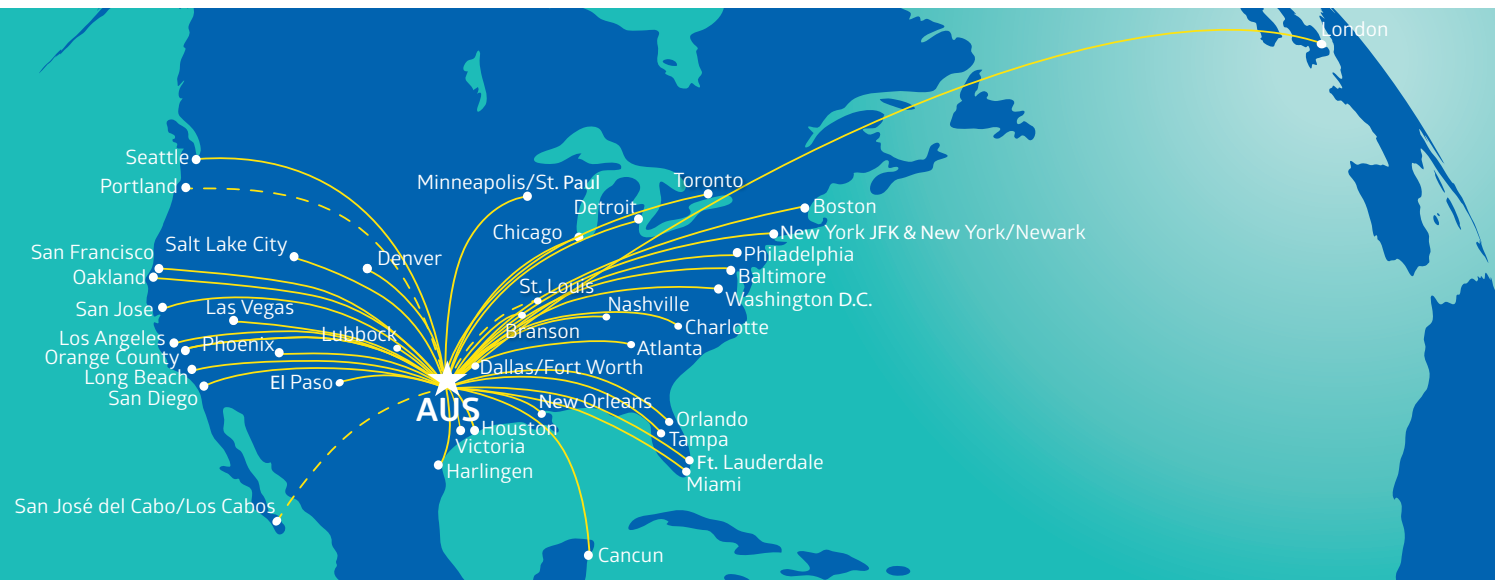 London
Seattle
Portland
Minneapolis/St. Paul
Toronto
Detroit
Boston
Chicago
New York JFK & New York/Newark
San Francisco
Salt Lake City
Denver
Philadelphia
Oakland
Baltimore
St. Louis
Washington D.C.
San Jose
Las Vegas
Nashville
Lubbock
Branson
Charlotte
Los Angeles
Phoenix
Atlanta
Orange County
Dallas/Fort Worth
Long Beach
El Paso
San Diego
New Orleans
AUS
Orlando
Houston
Tampa
Victoria
Ft. Lauderdale
Harlingen
Miami
San José del Cabo/Los Cabos
Cancun